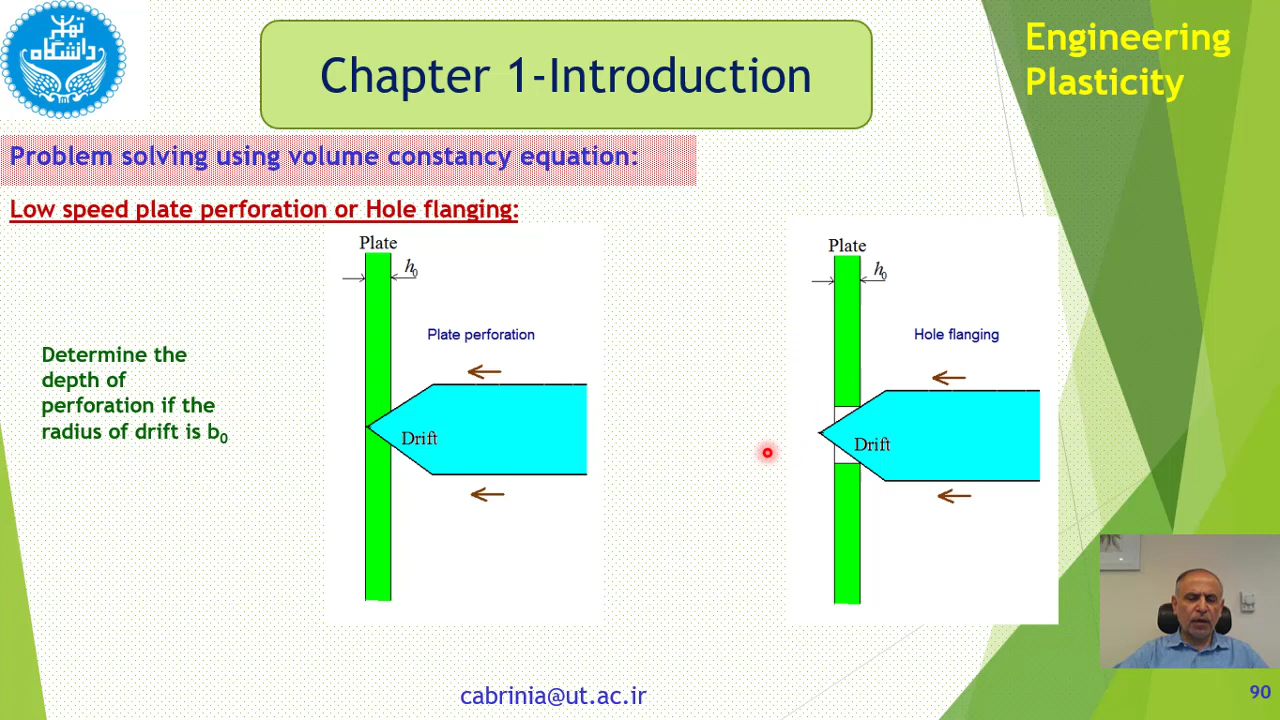 تهران
دانشگاه
Chapter 1-Introduction
Engineering
Plasticity
Problem solving using volume constancy equation:
Low speed plate perforation or Hole flanging:
Plate
h0
Plate perforation
Drift
Plate
h0
Hole flanging
Drift
Determine the
depth of
perforation if the
radius of drift is b0
cabrinia@ut.ac.ir
90